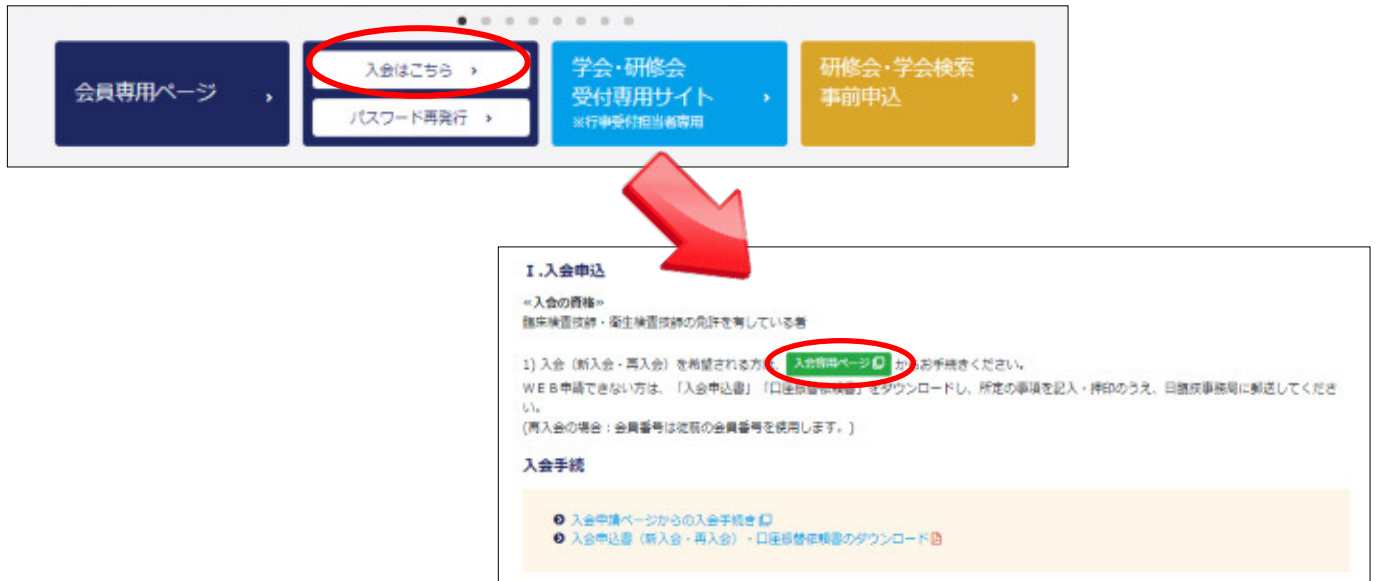 会員専用ページ ›
入会はこちら ›
パスワード再発行 ›
学会・研修会
受付専用サイト ›
※行事受付担当者専用
研修会・学会検索
事前申込 ›
Ⅰ.入会申込
«入会の資格»
臨床検査技師・衛生検査技師の免許を有している者
1) 入会（新入会・再入会）を希望される方は、 入会専用ページ からお手続きください。
ＷＥＢ申請できない方は、「入会申込書」「口座振替依頼書」をダウンロードし、所定の事項を記入・押印のうえ、日臨技事務局に郵送してくださ
い。
(再入会の場合：会員番号は従前の会員番号を使用します。)
入会手続
入会申請ページからの入会手続き
入会申込書（新入会・再入会）・口座振替依頼書のダウンロード